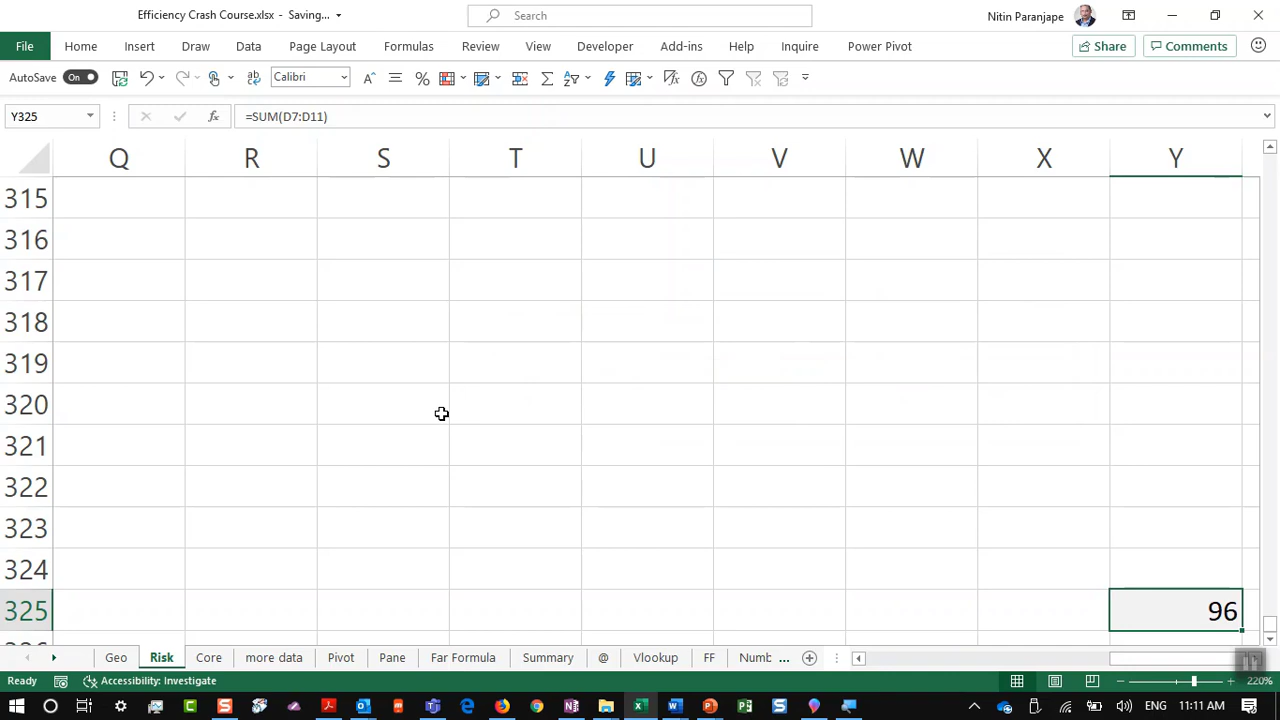 Efficiency Crash Course.xlsx - Saving...
Search
Nitin Paranjape
File Home Insert Draw Data Page Layout Formulas Review View Developer Add-ins Help Inquire Power Pivot Share Comments
AutoSave On Calibri
Y325 =SUM(D7:D11)
Q R S T U V W X Y
315
316
317
318
319
320
321
322
323
324
325 96
Geo Risk Core more data Pivot Pane Far Formula Summary @ Vlookup FF Numb ...
Ready Accessibility: Investigate 220%
ENG 11:11 AM